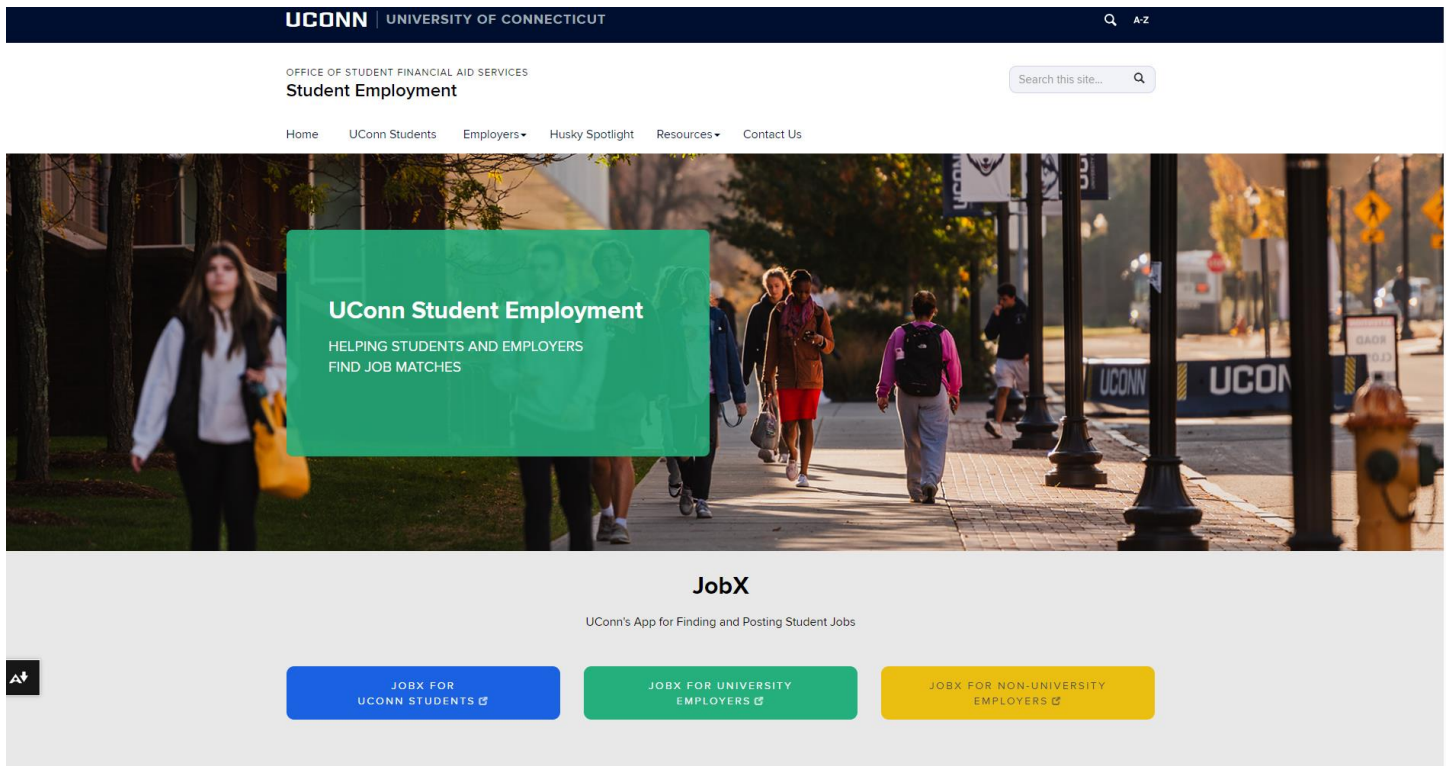 UCONN | UNIVERSITY OF CONNECTICUT
A-Z
OFFICE OF STUDENT FINANCIAL AID SERVICES
Student Employment
Search this site...
Home UConn Students Employers Husky Spotlight Resources Contact Us
UConn Student Employment
HELPING STUDENTS AND EMPLOYERS
FIND JOB MATCHES
UCONN
UCONN
UCON
ROAD
JobX
UConn's App for Finding and Posting Student Jobs
JOBX FOR
UCONN STUDENTS
JOBX FOR UNIVERSITY
EMPLOYERS
JOBX FOR NON-UNIVERSITY
EMPLOYERS
A